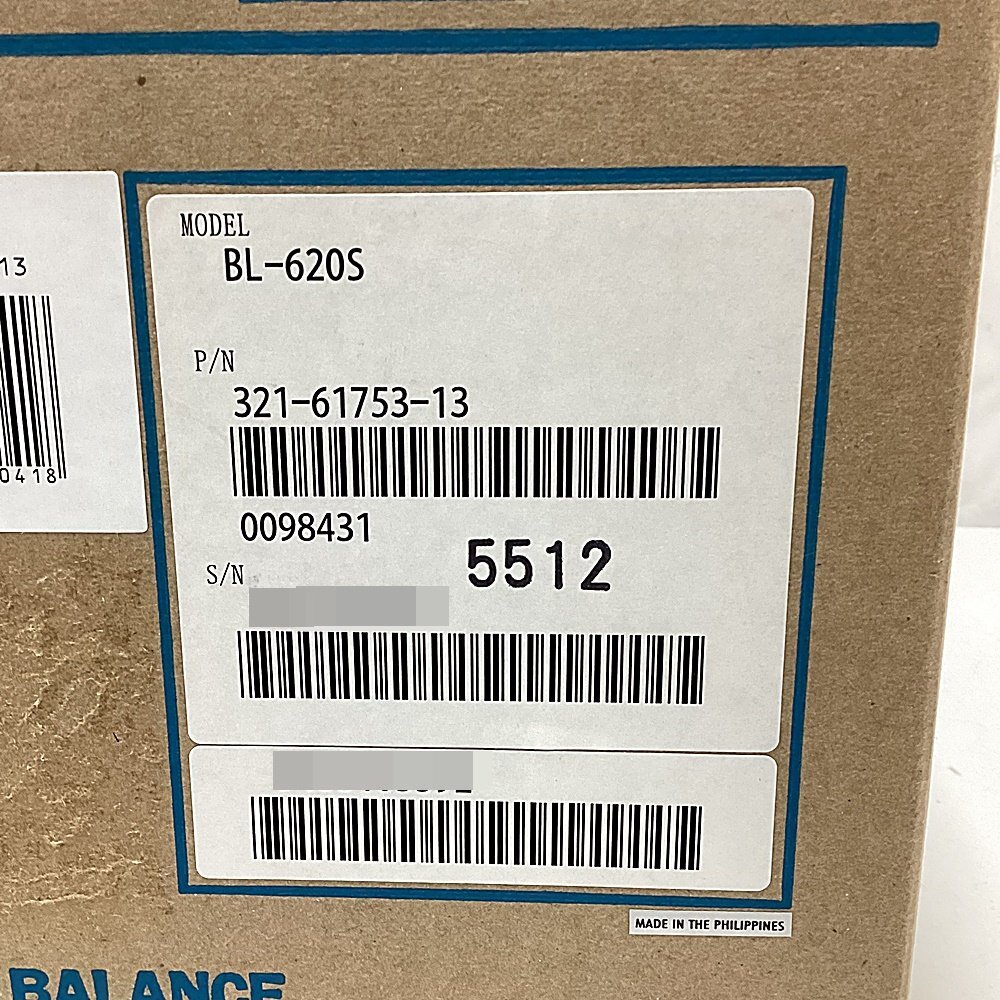 13
0418
MODEL
BL-620S
P/N
321-61753-13
0098431
5512
S/N
MADE IN THE PHILIPPINES
BALANCE